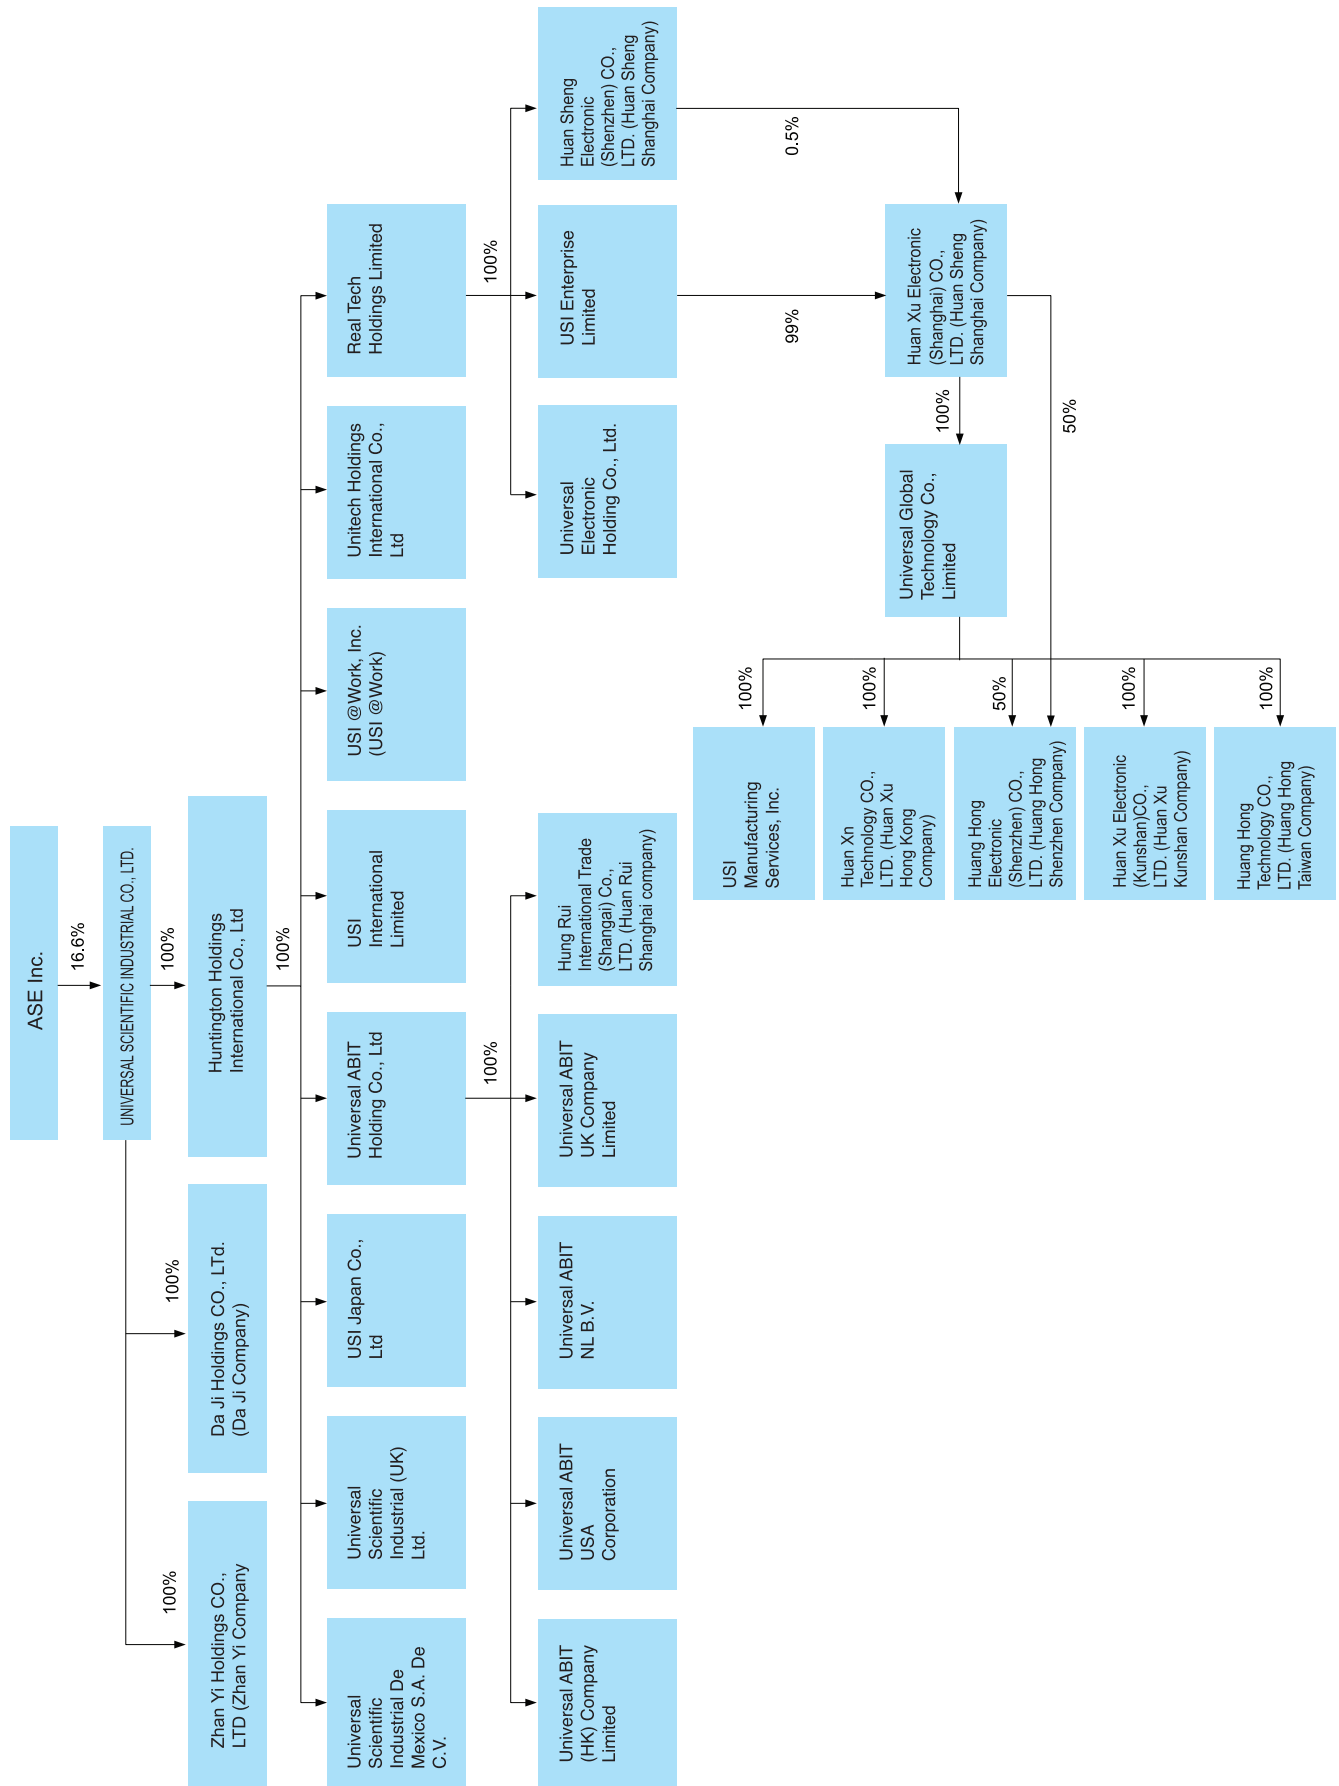 ASE Inc.
16.6%
UNIVERSAL SCIENTIFIC INDUSTRIAL CO., LTD.
100%
100%
100%
Zhan Yi Holdings CO.,
LTD (Zhan Yi Company
Da Ji Holdings CO., LTd.
(Da Ji Company)
Huntington Holdings
International Co., Ltd
100%
Universal
Scientific
Industrial De
Mexico S.A. De
C.V.
Universal
Scientific
Industrial (UK)
Ltd.
USI Japan Co.,
Ltd
Universal ABIT
Holding Co., Ltd
USI
International
Limited
USI @Work, Inc.
(USI @Work)
Unitech Holdings
International Co.,
Ltd
Real Tech
Holdings Limited
100%
100%
Universal ABIT
(HK) Company
Limited
Universal ABIT
USA
Corporation
Universal ABIT
NL B.V.
Universal ABIT
UK Company
Limited
Hung Rui
International Trade
(Shangai) Co.,
LTD. (Huan Rui
Shanghai company)
Universal
Electronic
Holding Co., Ltd.
USI Enterprise
Limited
Huan Sheng
Electronic
(Shenzhen) CO.,
LTD. (Huan Sheng
Shanghai Company)
99%
0.5%
USI
Manufacturing
Services, Inc.
100%
Huan Xn
Technology CO.,
LTD. (Huan Xu
Hong Kong
Company)
100%
Huang Hong
Electronic
(Shenzhen) CO.,
LTD. (Huang Hong
Shenzhen Company)
50%
Huan Xu Electronic
(Kunshan)CO.,
LTD. (Huan Xu
Kunshan Company)
100%
Huang Hong
Technology CO.,
LTD. (Huang Hong
Taiwan Company)
100%
Universal Global
Technology Co.,
Limited
100%
50%
Huan Xu Electronic
(Shanghai) CO.,
LTD. (Huan Sheng
Shanghai Company)